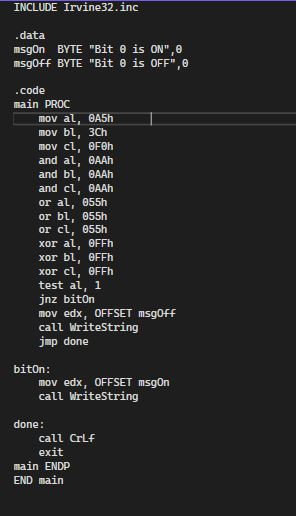 INCLUDE Irvine32.inc
.data
msgOn  BYTE "Bit 0 is ON",0
msgOff BYTE "Bit 0 is OFF",0
.code
main PROC
    mov al, 0A5h
    mov bl, 3Ch
    mov cl, 0F0h
    and al, 0AAh
    and bl, 0AAh
    and cl, 0AAh
    or al, 055h
    or bl, 055h
    or cl, 055h
    xor al, 0FFh
    xor bl, 0FFh
    xor cl, 0FFh
    test al, 1
    jnz bitOn
    mov edx, OFFSET msgOff
    call WriteString
    jmp done
bitOn:
    mov edx, OFFSET msgOn
    call WriteString
done:
    call CrLf
    exit
main ENDP
END main